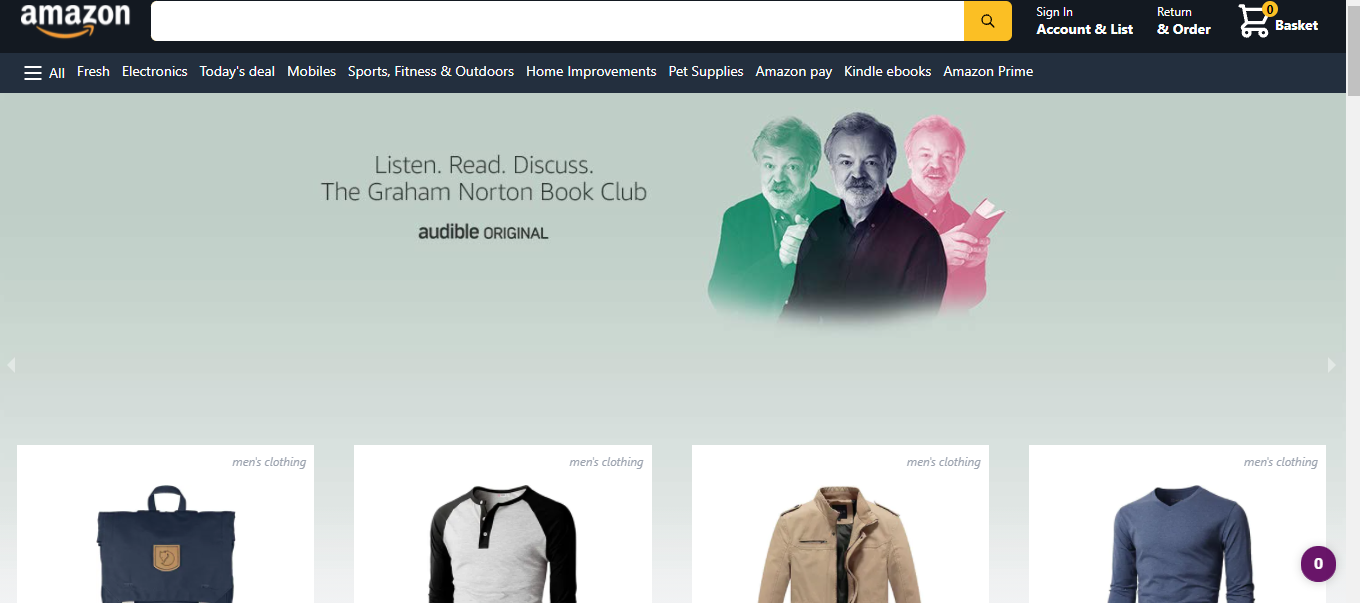 amazon
Sign In
Account & List
Return
& Order
0
Basket
All Fresh Electronics Today's deal Mobiles Sports, Fitness & Outdoors Home Improvements Pet Supplies Amazon pay Kindle ebooks Amazon Prime
Listen. Read. Discuss.
The Graham Norton Book Club
audible ORIGINAL
men's clothing
men's clothing
men's clothing
men's clothing
0